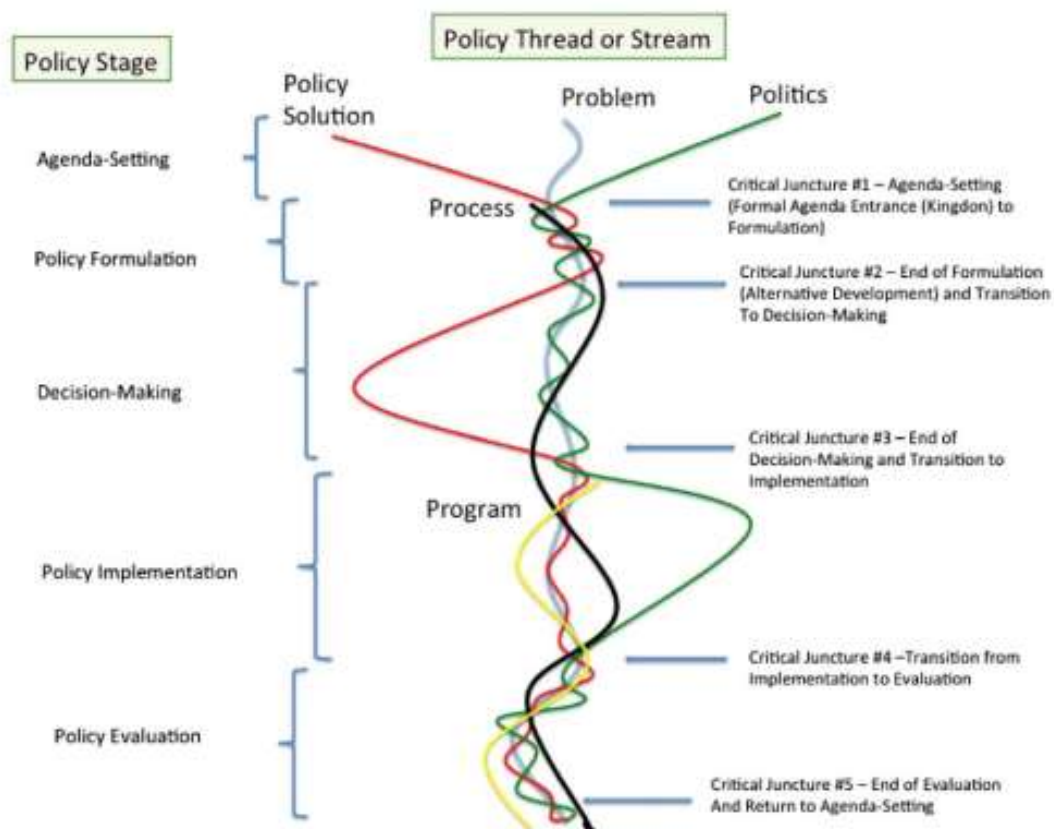 Policy Thread or Stream
Policy Stage
Policy
Solution
Problem
Politics
Agenda-Setting
Process
Critical Juncture #1 – Agenda-Setting
(Formal Agenda Entrance (Kingdon) to
Formulation)
Policy Formulation
Critical Juncture #2 – End of Formulation
(Alternative Development) and Transition
To Decision-Making
Decision-Making
Critical Juncture #3 – End of
Decision-Making and Transition to
Implementation
Program
Policy Implementation
Critical Juncture #4 –Transition from
Implementation to Evaluation
Policy Evaluation
Critical Juncture #5 – End of Evaluation
And Return to Agenda-Setting